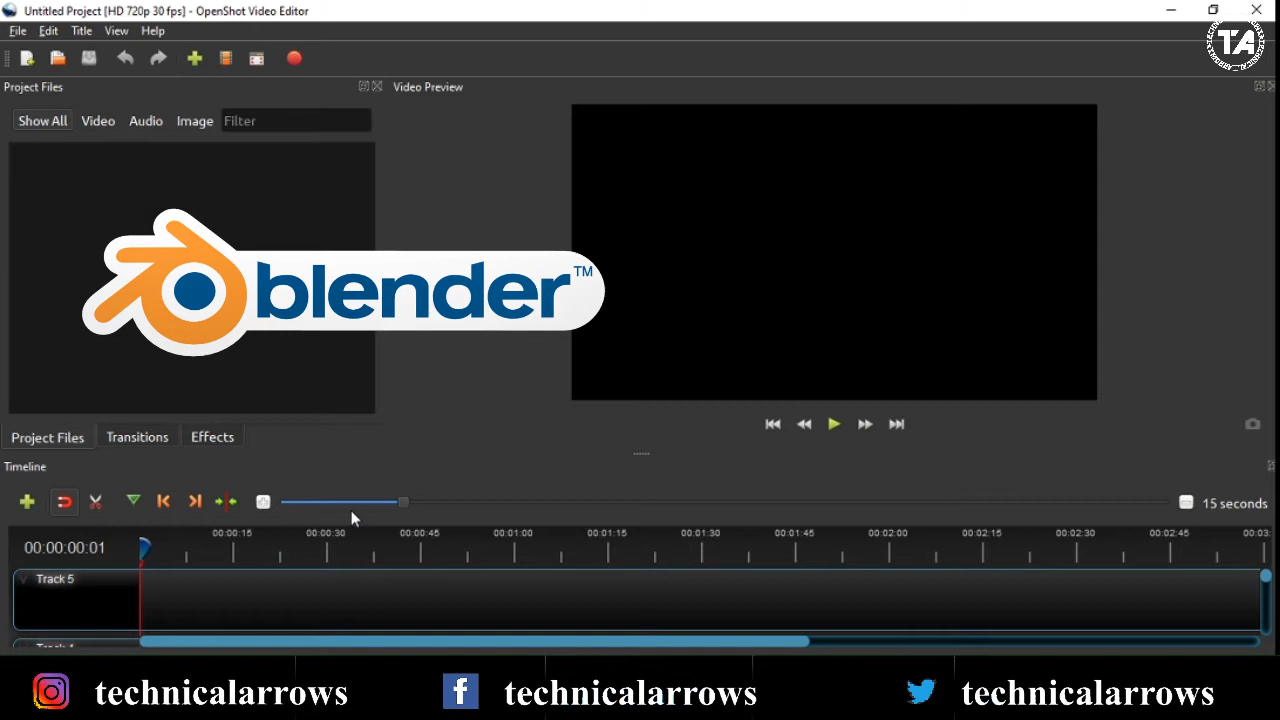 Untitled Project [HD 720p 30 fps] - OpenShot Video Editor
File Edit Title View Help
TA
Project Files
Video Preview
Show All Video Audio Image Filter
blender™
Project Files Transitions Effects
Timeline
15 seconds
00:00:15 00:00:30 00:00:45 00:01:00 00:01:15 00:01:30 00:01:45 00:02:00 00:02:15 00:02:30 00:02:45 00:03:
00:00:00:01
Track 5
technicalarrows technicalarrows technicalarrows